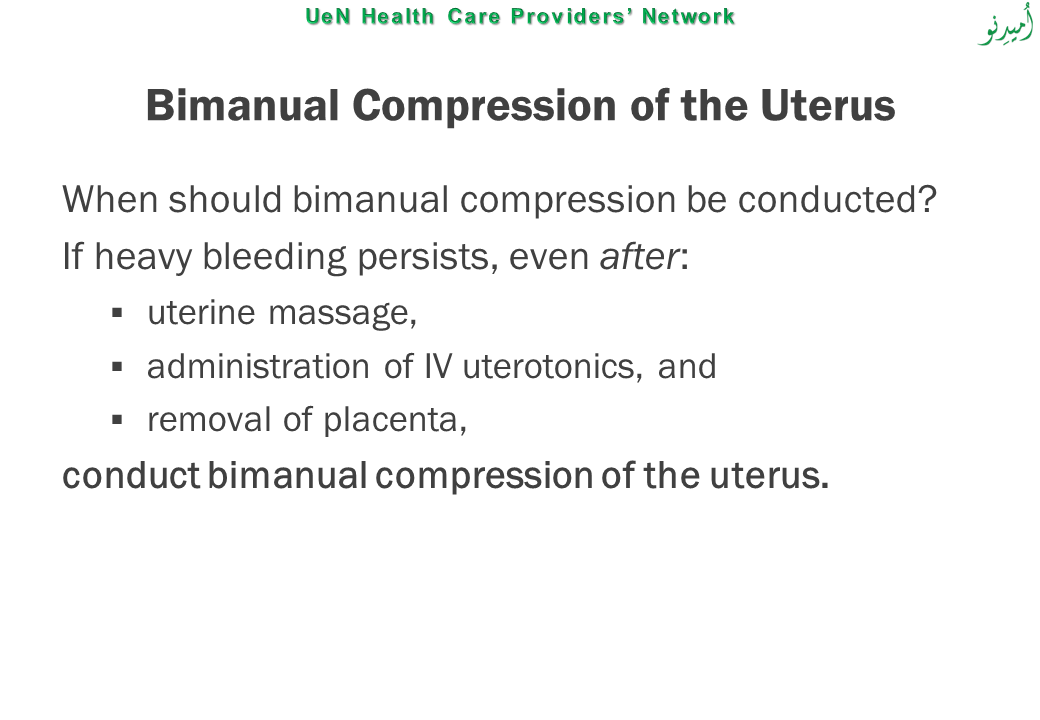 UeN Health Care Providers’ Network
أُميدِنو
Bimanual Compression of the Uterus
When should bimanual compression be conducted?
If heavy bleeding persists, even after:
▪ uterine massage,
▪ administration of IV uterotonics, and
▪ removal of placenta,
conduct bimanual compression of the uterus.